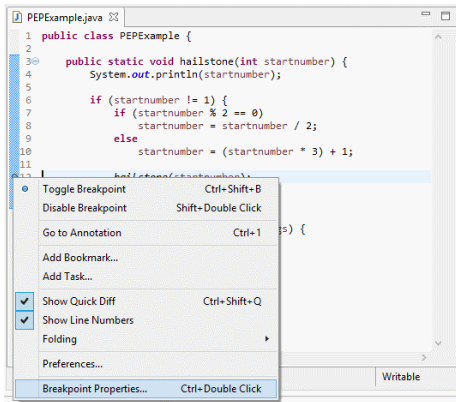 PEPExample.java
1 public class PEPExample {
2
3 public static void hailstone(int startnumber) {
4 System.out.println(startnumber);
5
6 if (startnumber != 1) {
7 if (startnumber % 2 == 0)
8 startnumber = startnumber / 2;
9 else
10 startnumber = (startnumber * 3) + 1;
11
12 hailstone(startnumber);
Toggle Breakpoint Ctrl+Shift+B
Disable Breakpoint Shift+Double Click
Go to Annotation Ctrl+1
s) {
Add Bookmark...
Add Task...
Show Quick Diff Ctrl+Shift+Q
Show Line Numbers
Folding
Preferences...
Writable
Breakpoint Properties... Ctrl+Double Click